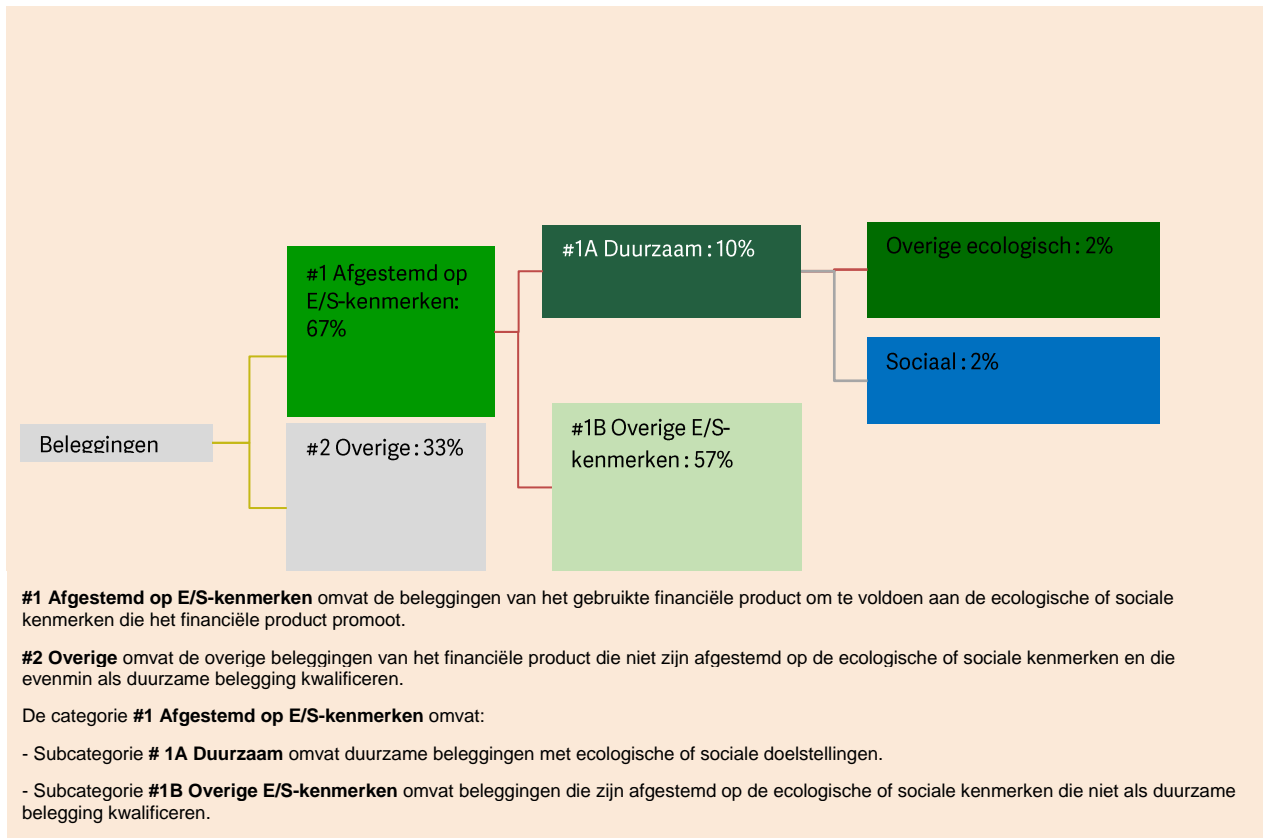 #1A Duurzaam : 10%
Overige ecologisch : 2%
#1 Afgestemd op
E/S-kenmerken:
67%
Sociaal : 2%
#1B Overige E/S-
kenmerken : 57%
Beleggingen
#2 Overige : 33%
#1 Afgestemd op E/S-kenmerken omvat de beleggingen van het gebruikte financiële product om te voldoen aan de ecologische of sociale
kenmerken die het financiële product promoot.
#2 Overige omvat de overige beleggingen van het financiële product die niet zijn afgestemd op de ecologische of sociale kenmerken en die
evenmin als duurzame belegging kwalificeren.
De categorie #1 Afgestemd op E/S-kenmerken omvat:
- Subcategorie # 1A Duurzaam omvat duurzame beleggingen met ecologische of sociale doelstellingen.
- Subcategorie #1B Overige E/S-kenmerken omvat beleggingen die zijn afgestemd op de ecologische of sociale kenmerken die niet als duurzame
belegging kwalificeren.